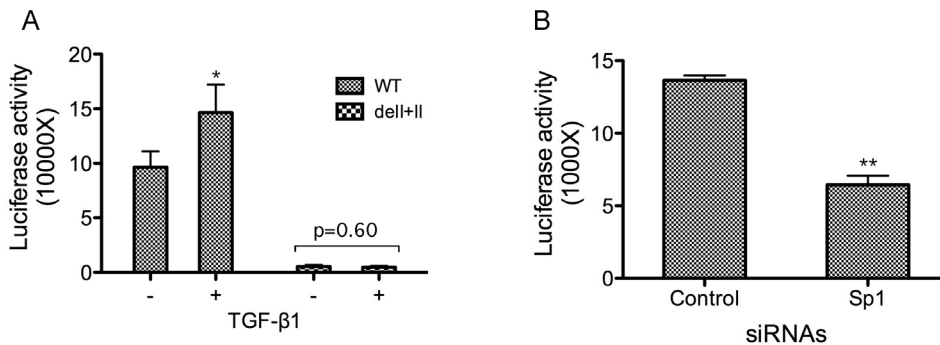 A
Luciferase activity
(10000X)
20
15
10
5
0
*
WT
delI+II
p=0.60
- + - +
TGF-β1
B
Luciferase activity
(1000X)
15
10
5
0
**
Control Sp1
siRNAs